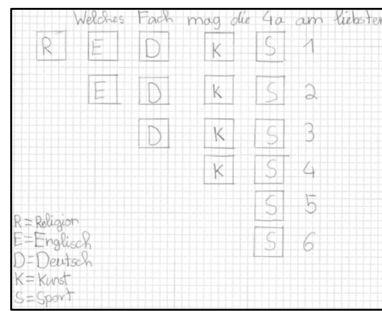 Welches Fach mag die 4a am liebsten
R E D K S 1
E D K S 2
D K S 3
K S 4
S 5
S 6
R = Religion
E = Englisch
D = Deutsch
K = Kunst
S = Sport